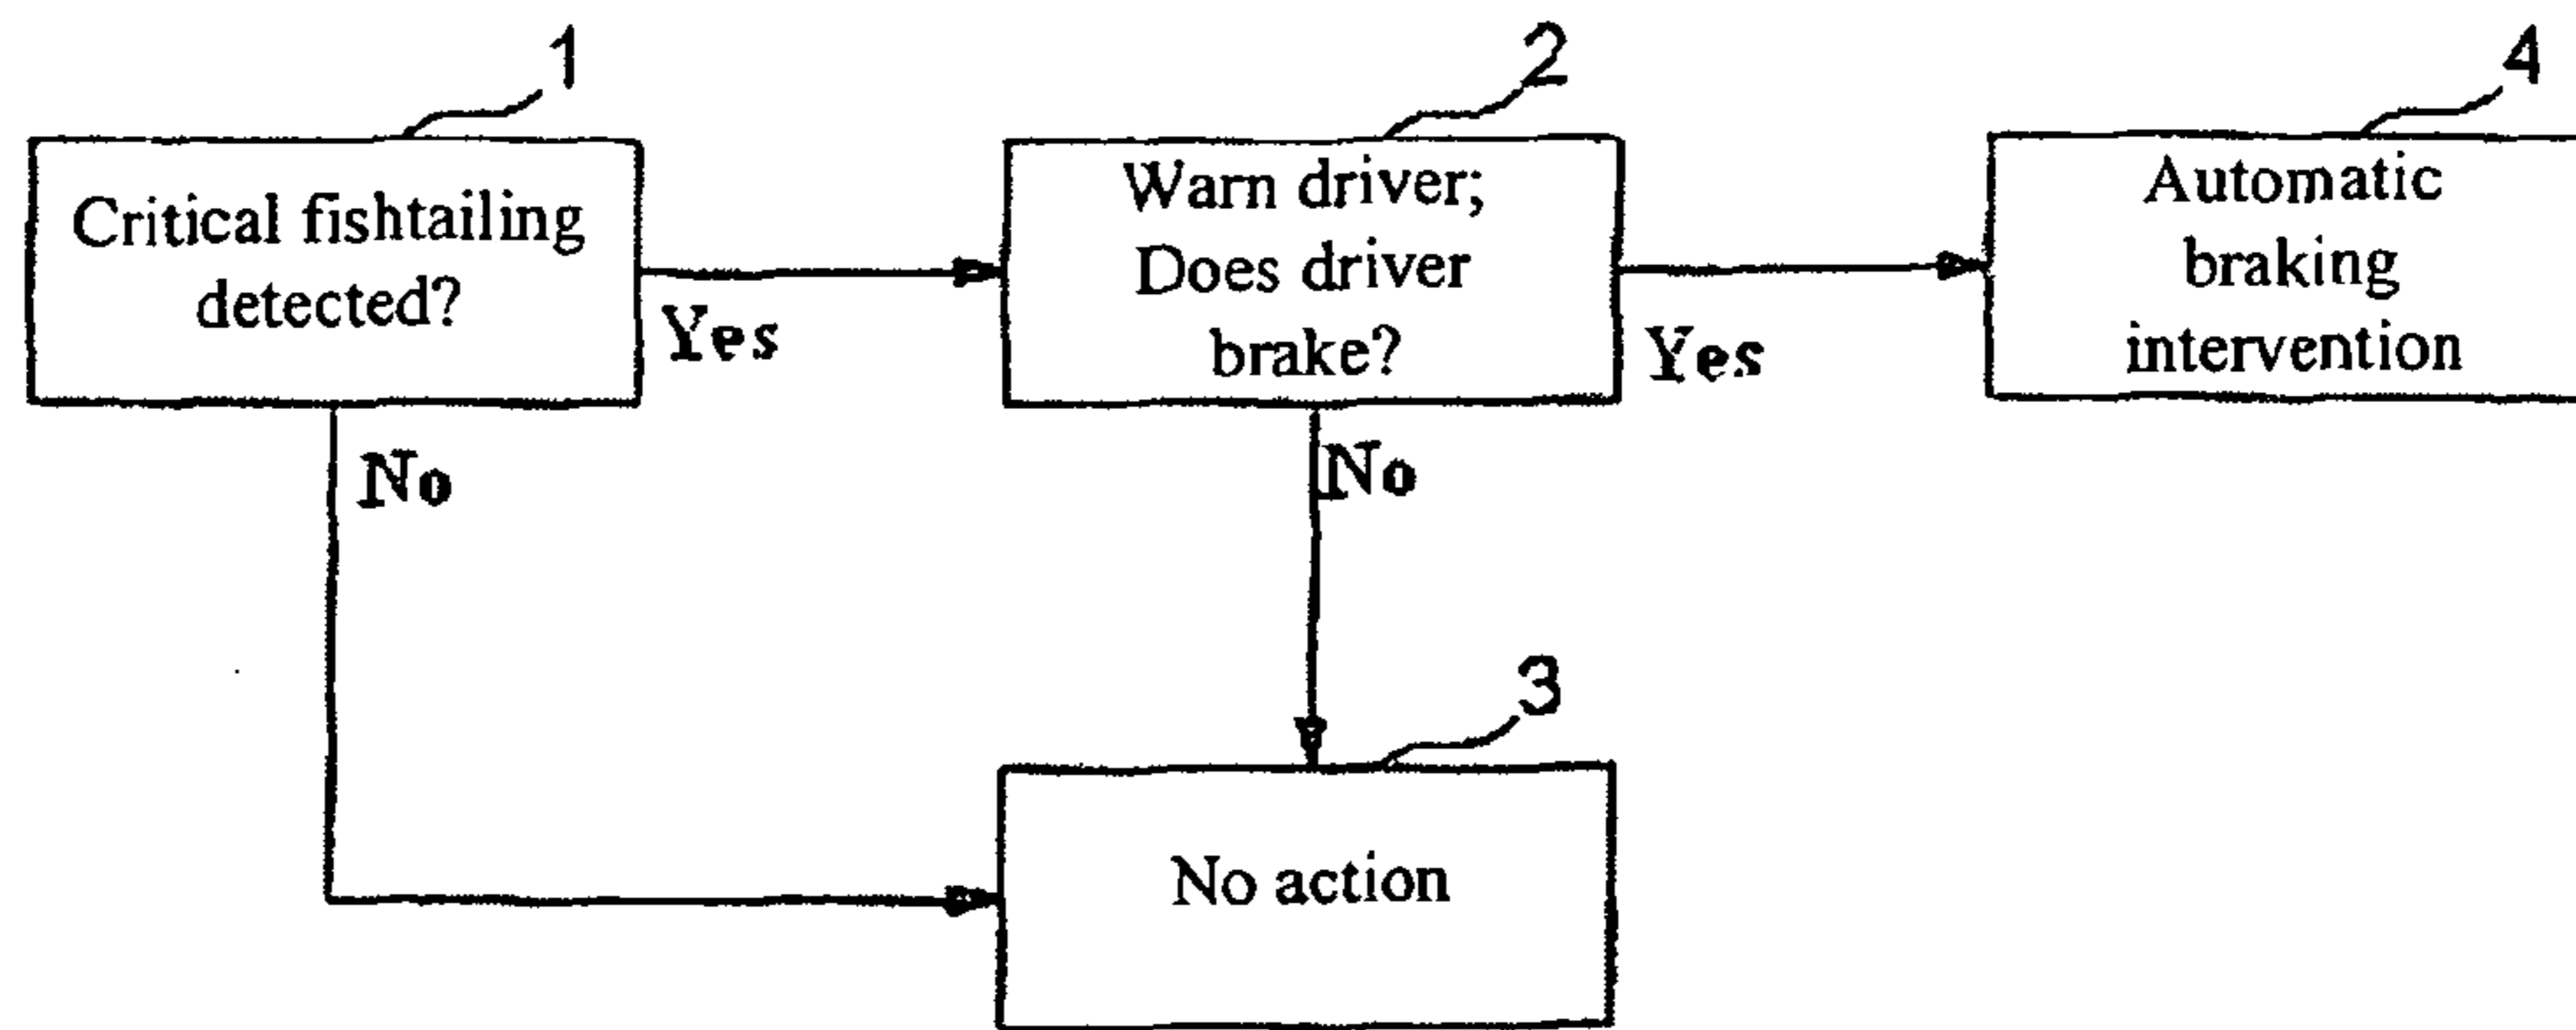 1
Critical fishtailing
detected?
Yes
No
2
Warn driver;
Does driver
brake?
Yes
No
4
Automatic
braking
intervention
3
No action